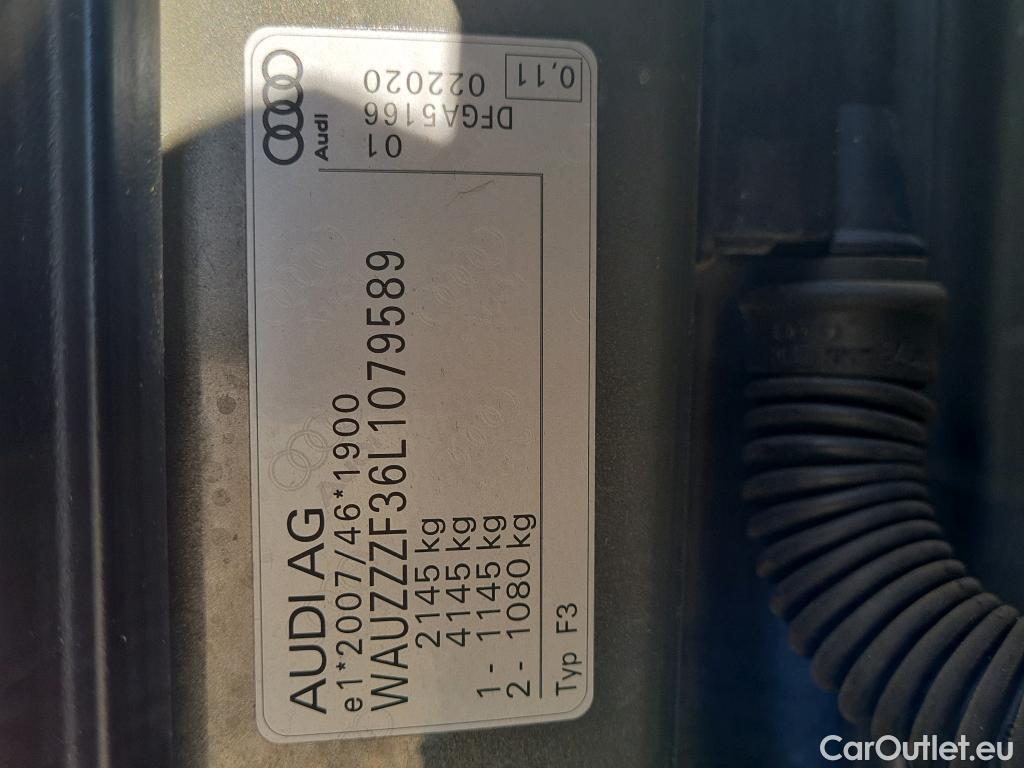 AUDI AG
e1*2007/46*1900
WAUZZZF36L1079589
2145 kg
4145 kg
1 - 1145 kg
2 - 1080 kg
Typ F3
Audi
01
022020
DFGA5166
0,11
CarOutlet.eu